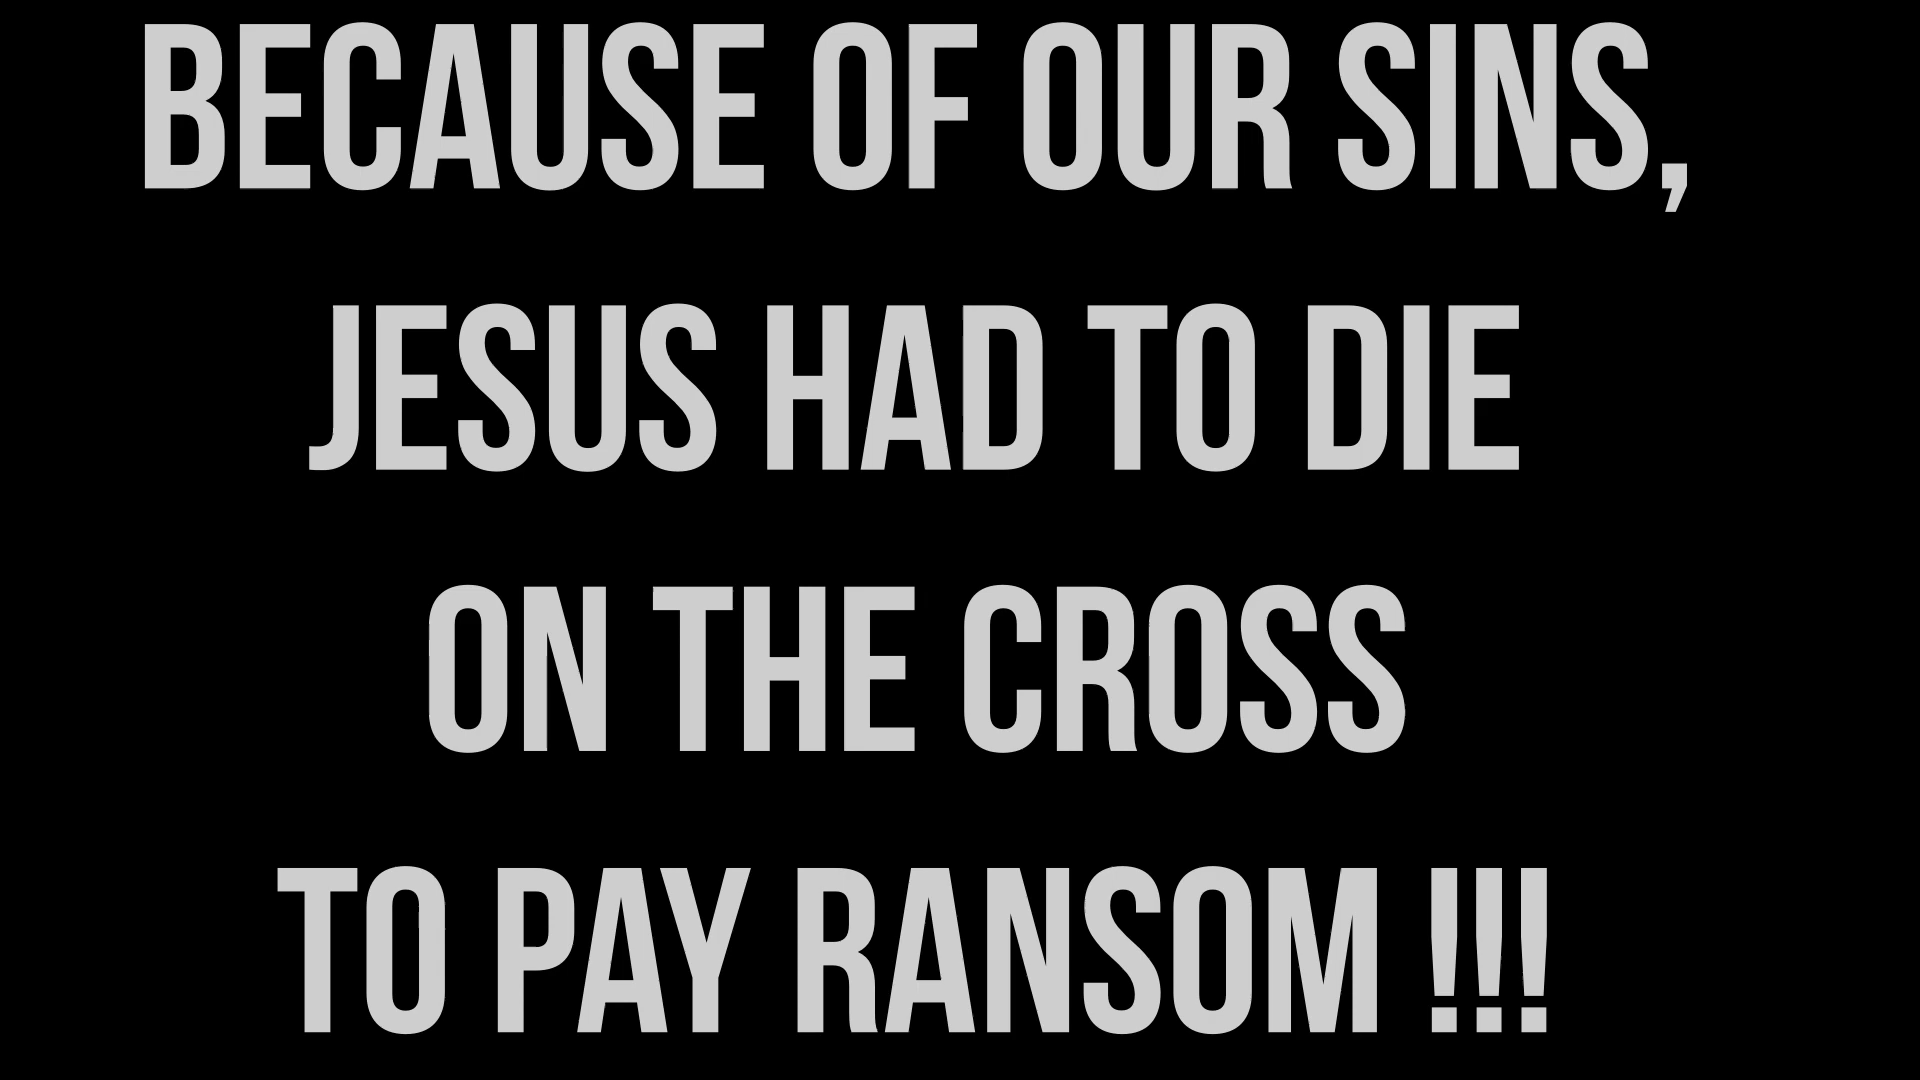 BECAUSE OF OUR SINS,
JESUS HAD TO DIE
ON THE CROSS
TO PAY RANSOM !!!